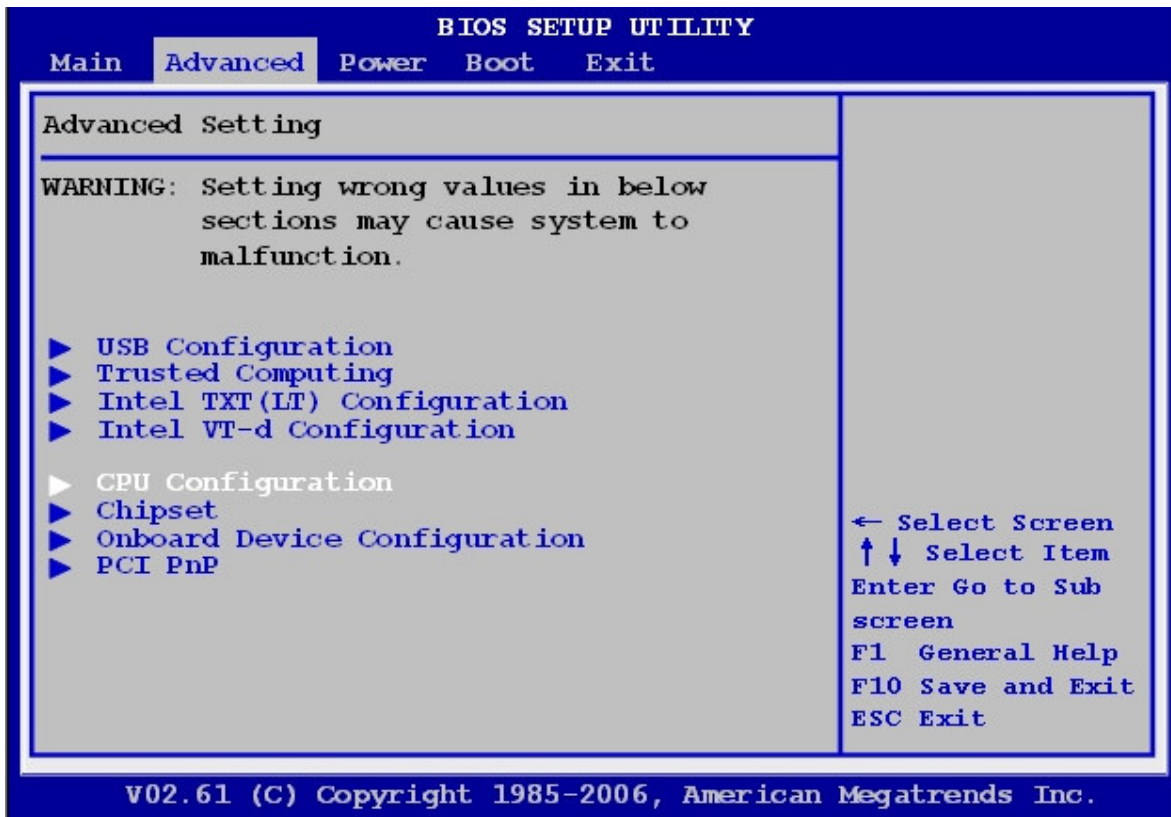 BIOS SETUP UTILITY
Main Advanced Power Boot Exit
Advanced Setting
WARNING: Setting wrong values in below
sections may cause system to
malfunction.
▶ USB Configuration
▶ Trusted Computing
▶ Intel TXT(LT) Configuration
▶ Intel VT-d Configuration
▶ CPU Configuration
▶ Chipset
▶ Onboard Device Configuration
▶ PCI PnP
← Select Screen
↑↓ Select Item
Enter Go to Sub
screen
F1 General Help
F10 Save and Exit
ESC Exit
V02.61 (C) Copyright 1985-2006, American Megatrends Inc.